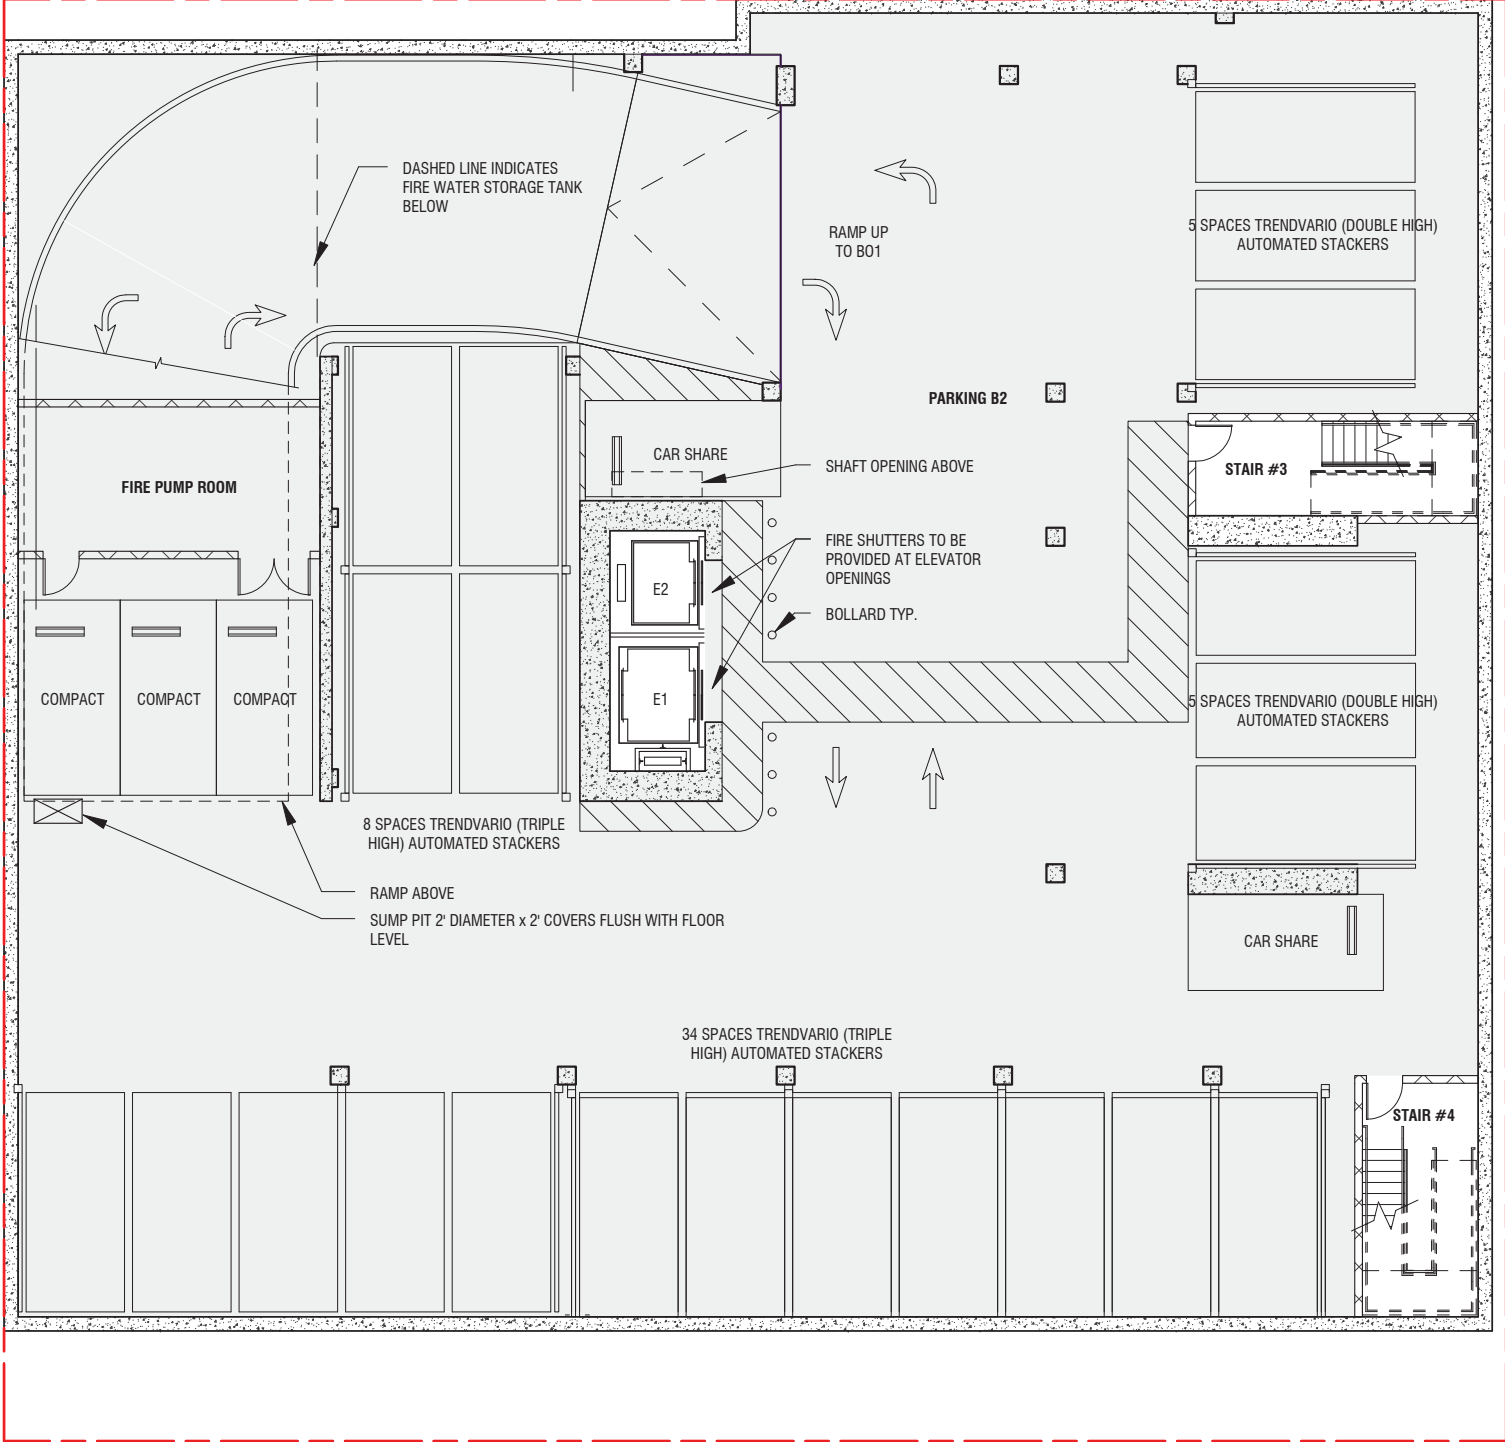 DASHED LINE INDICATES
FIRE WATER STORAGE TANK
BELOW
RAMP UP
TO BO1
5 SPACES TRENDVARIO (DOUBLE HIGH)
AUTOMATED STACKERS
PARKING B2
CAR SHARE
SHAFT OPENING ABOVE
STAIR #3
FIRE PUMP ROOM
FIRE SHUTTERS TO BE
PROVIDED AT ELEVATOR
OPENINGS
E2
BOLLARD TYP.
COMPACT
COMPACT
COMPACT
E1
5 SPACES TRENDVARIO (DOUBLE HIGH)
AUTOMATED STACKERS
8 SPACES TRENDVARIO (TRIPLE
HIGH) AUTOMATED STACKERS
RAMP ABOVE
SUMP PIT 2' DIAMETER x 2' COVERS FLUSH WITH FLOOR
LEVEL
CAR SHARE
34 SPACES TRENDVARIO (TRIPLE
HIGH) AUTOMATED STACKERS
STAIR #4